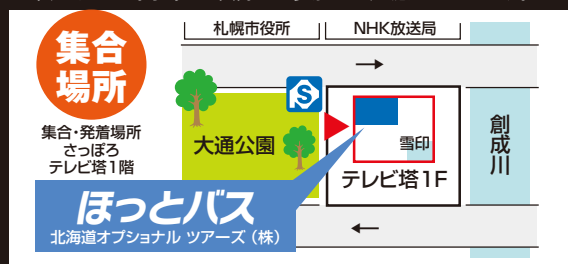 集合
場所
集合・発着場所
さっぽろ
テレビ塔1階
札幌市役所
NHK放送局
S
大通公園
雪印
テレビ塔1F
創成川
ほっとバス
北海道オプショナル ツアーズ（株）